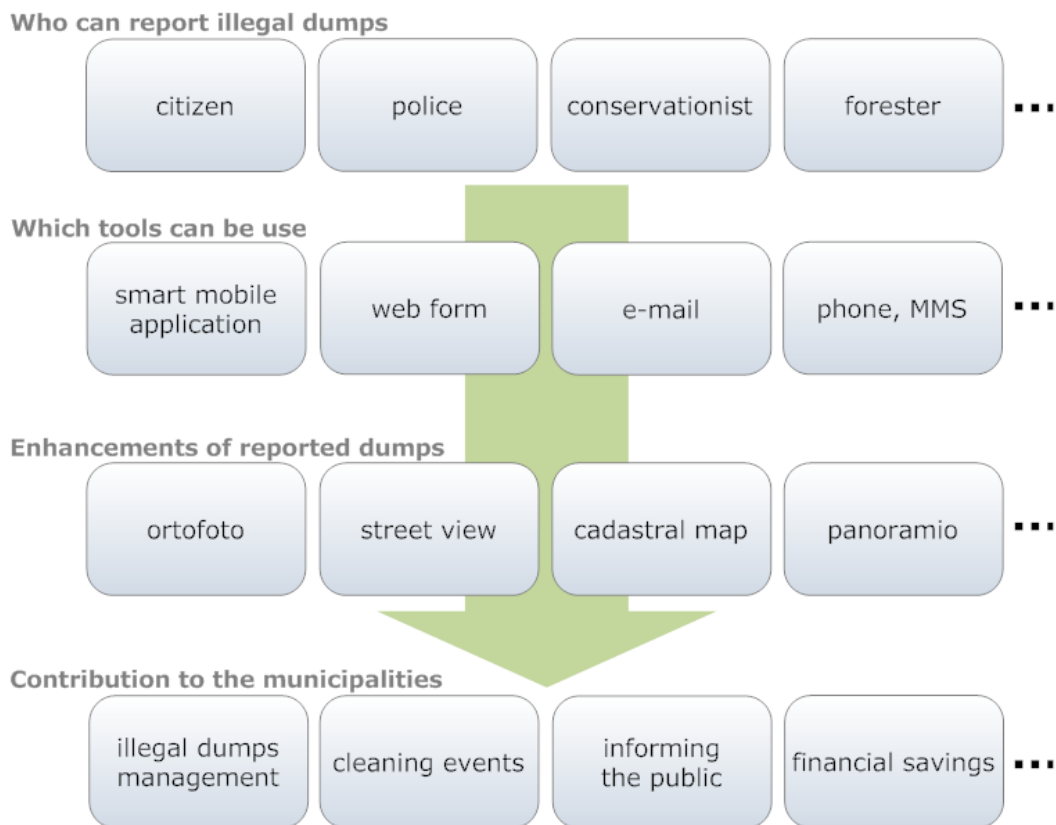 Who can report illegal dumps
citizen
police
conservationist
forester
...
Which tools can be use
smart mobile
application
web form
e-mail
phone, MMS
...
Enhancements of reported dumps
ortofoto
street view
cadastral map
panoramio
...
Contribution to the municipalities
illegal dumps
management
cleaning events
informing
the public
financial savings
...